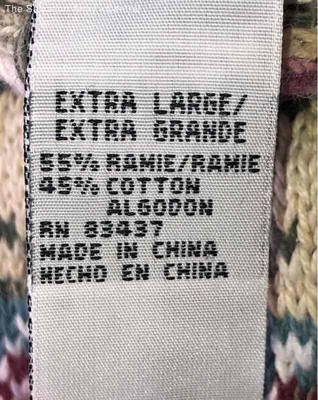 EXTRA LARGE/
EXTRA GRANDE
55% RAMIE/RAMIE
45% COTTON
ALGODON
RN 83437
MADE IN CHINA
HECHO EN CHINA